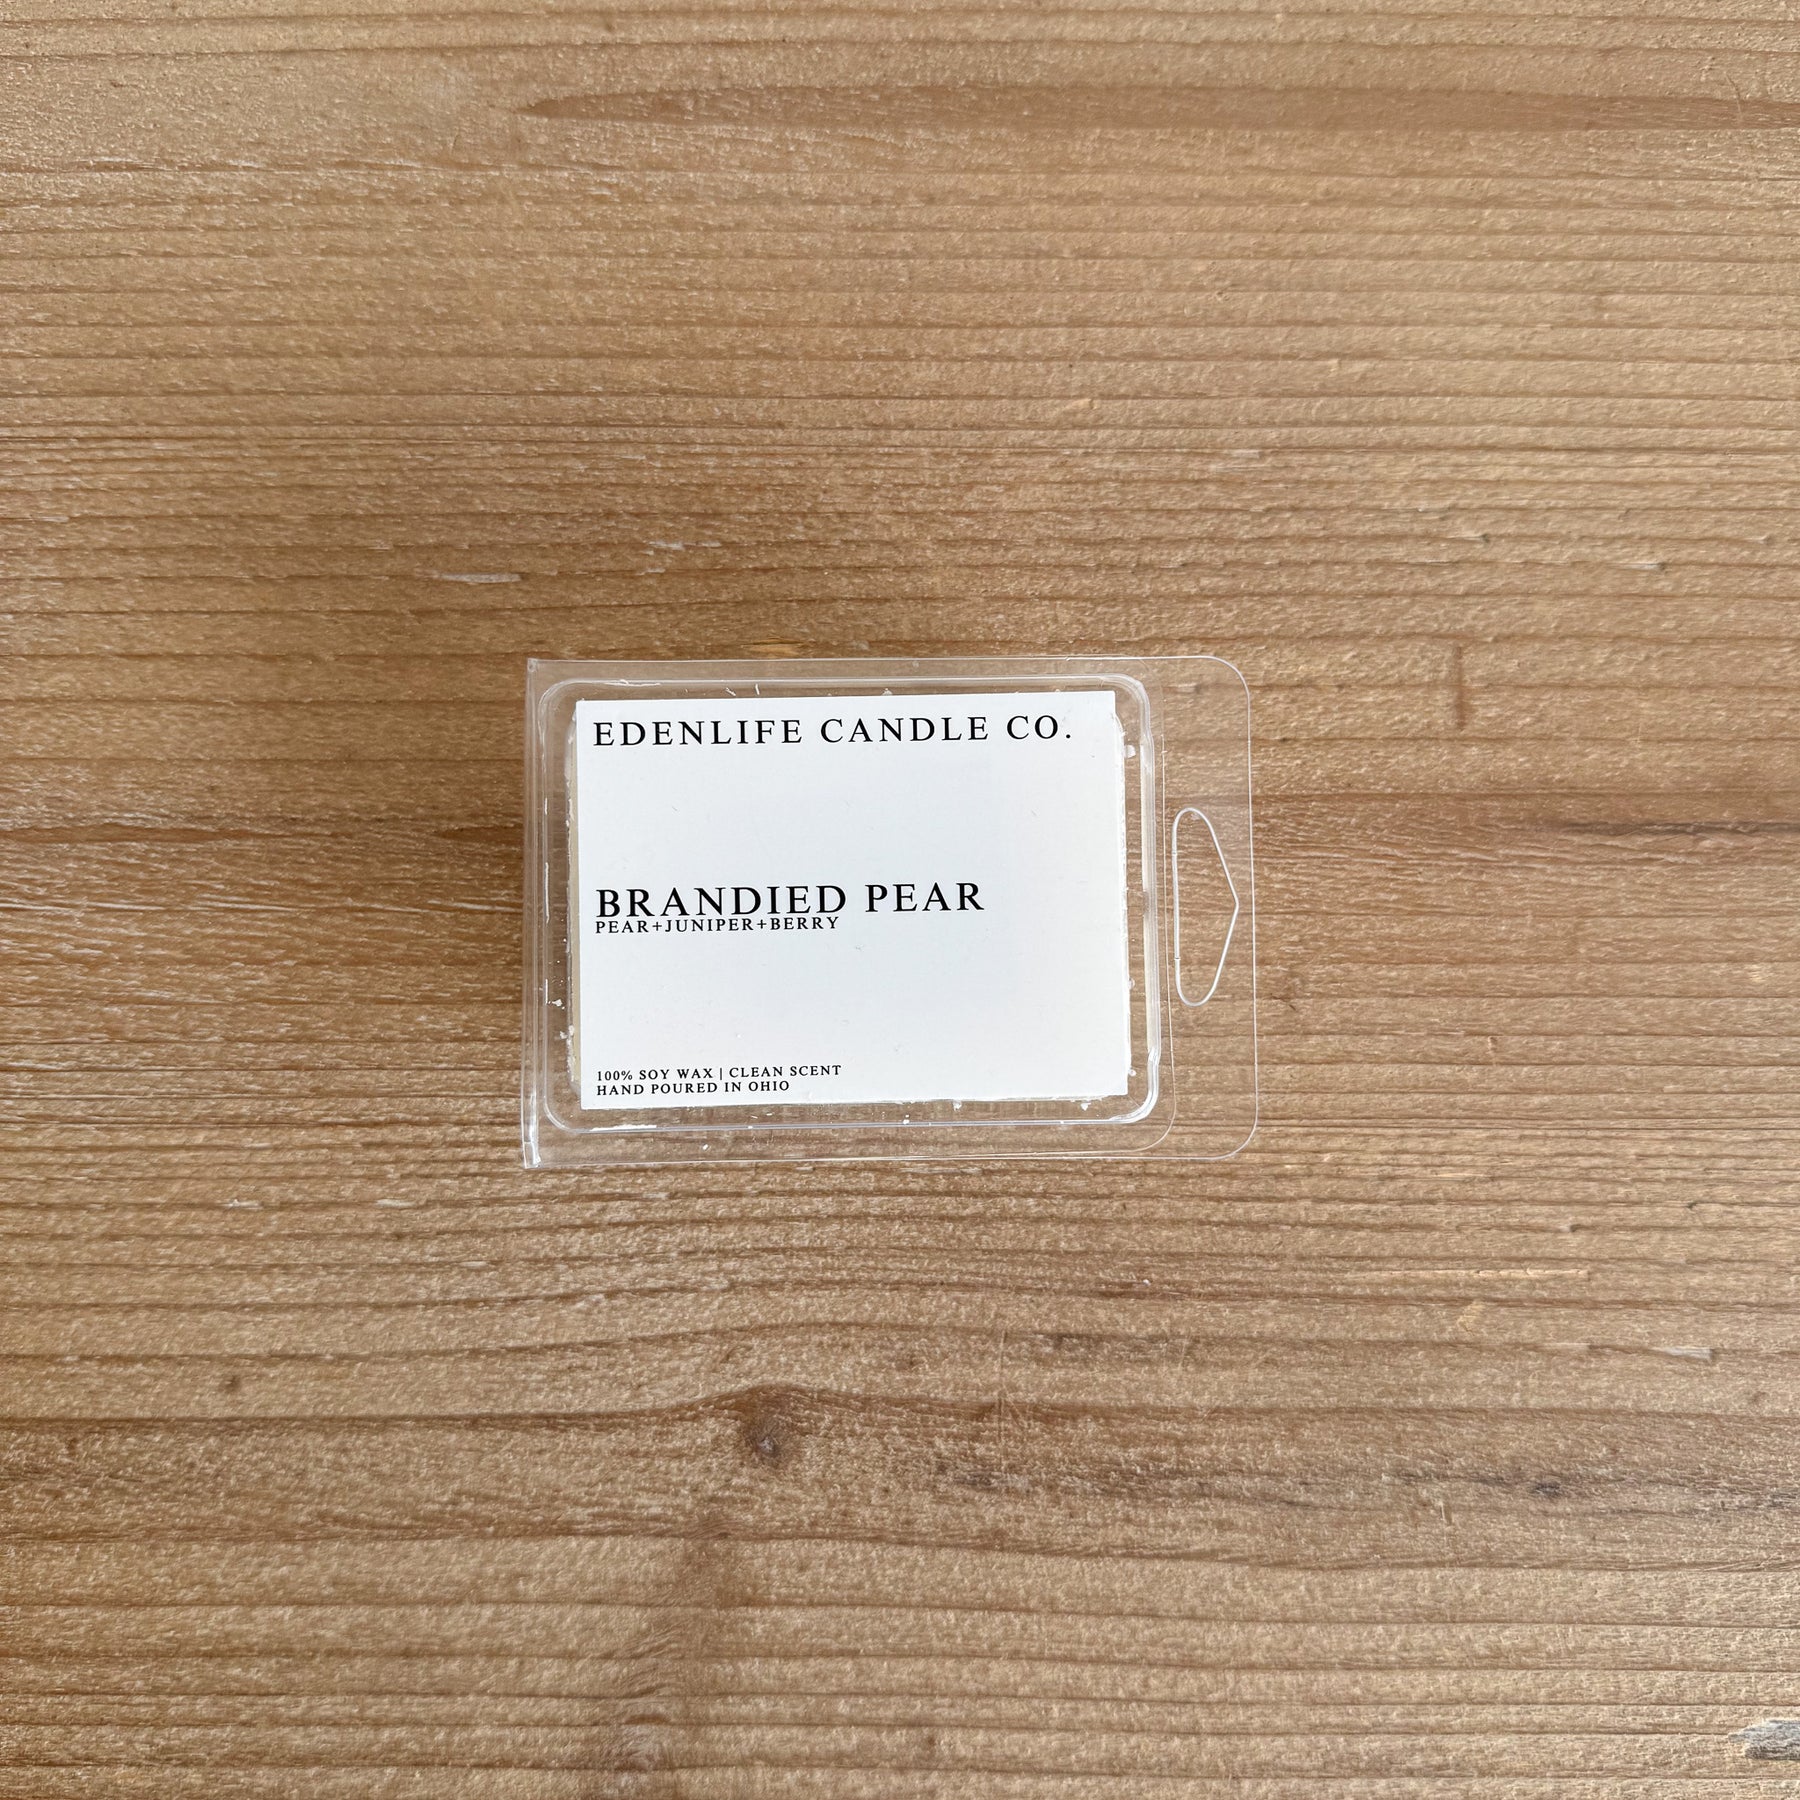 EDENLIFE CANDLE CO.
BRANDIED PEAR
PEAR+JUNIPER+BERRY
100% SOY WAX | CLEAN SCENT
HAND POURED IN OHIO